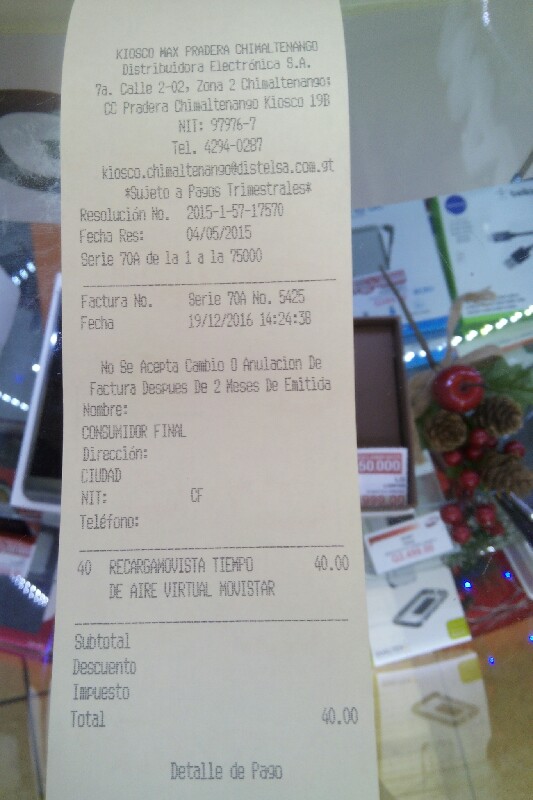 KIOSCO MAX PRADERA CHIMALTENANGO
Distribuidora Electrónica S.A.
7a. Calle 2-02, Zona 2 Chimaltenango;
CC Pradera Chimaltenango Kiosco 19B
NIT: 97976-7
Tel. 4294-0287
kiosco.chimaltenango@distelsa.com.gt
*Sujeto a Pagos Trimestrales*
Resolución No. 2015-1-57-17570
Fecha Res: 04/05/2015
Serie 70A de la 1 a la 75000
Factura No. Serie 70A No. 5425
Fecha 19/12/2016 14:24:38
No Se Acepta Cambio O Anulacion De
Factura Despues De 2 Meses De Emitida
Nombre:
CONSUMIDOR FINAL
Dirección:
CIUDAD
NIT: CF
Teléfono:
40 RECARGAMOVISTA TIEMPO 40.00
DE AIRE VIRTUAL MOVISTAR
Subtotal
Descuento
Impuesto
Total 40.00
Detalle de Pago